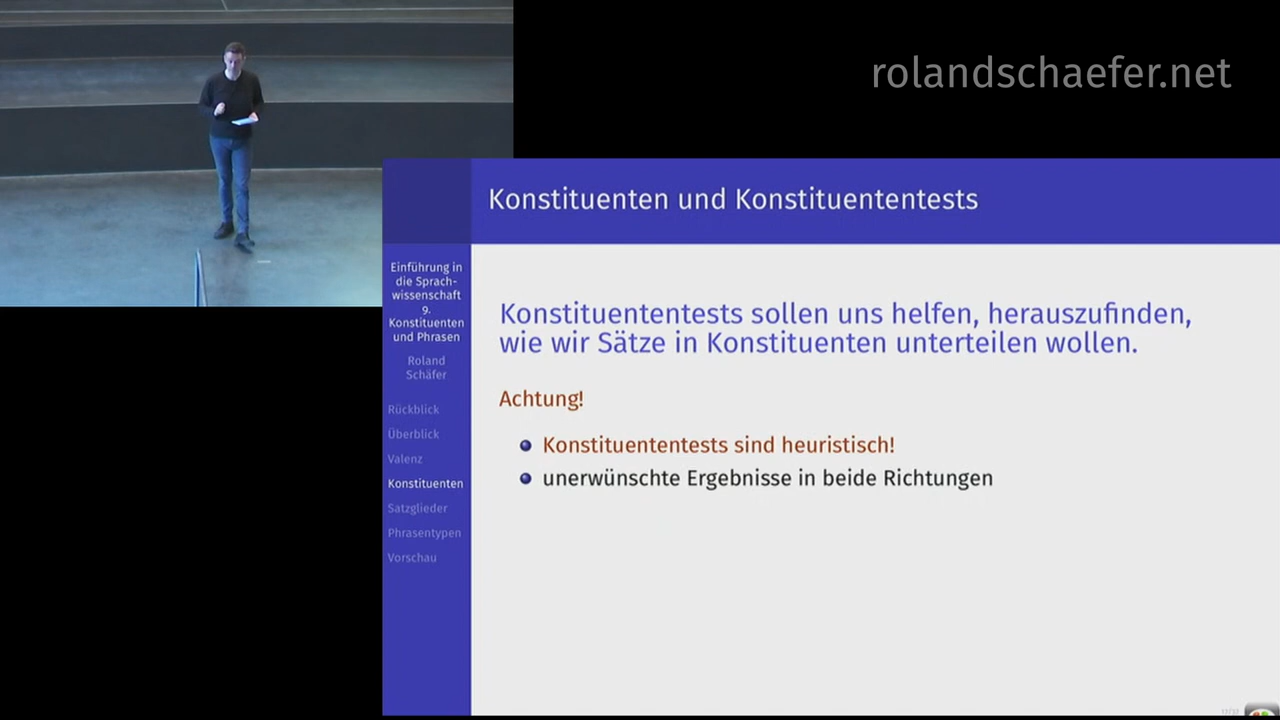 rolandschaefer.net
Konstituenten und Konstituententests
Einführung in
die Sprach-
wissenschaft
9.
Konstituenten
und Phrasen
Roland
Schäfer
Rückblick
Überblick
Valenz
Konstituenten
Satzglieder
Phrasentypen
Vorschau
Konstituententests sollen uns helfen, herauszufinden,
wie wir Sätze in Konstituenten unterteilen wollen.
Achtung!
Konstituententests sind heuristisch!
unerwünschte Ergebnisse in beide Richtungen